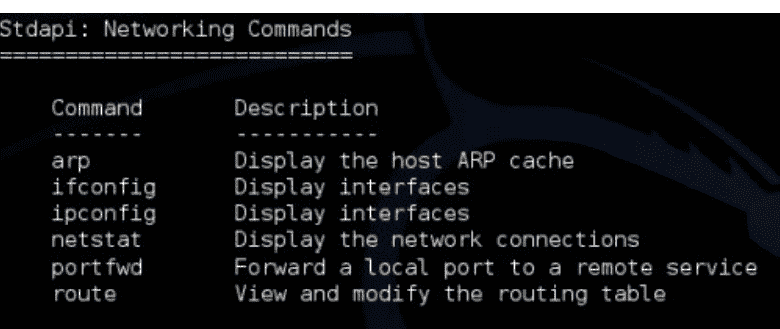 Stdapi: Networking Commands
===========================
Command Description
------- -----------
arp Display the host ARP cache
ifconfig Display interfaces
ipconfig Display interfaces
netstat Display the network connections
portfwd Forward a local port to a remote service
route View and modify the routing table